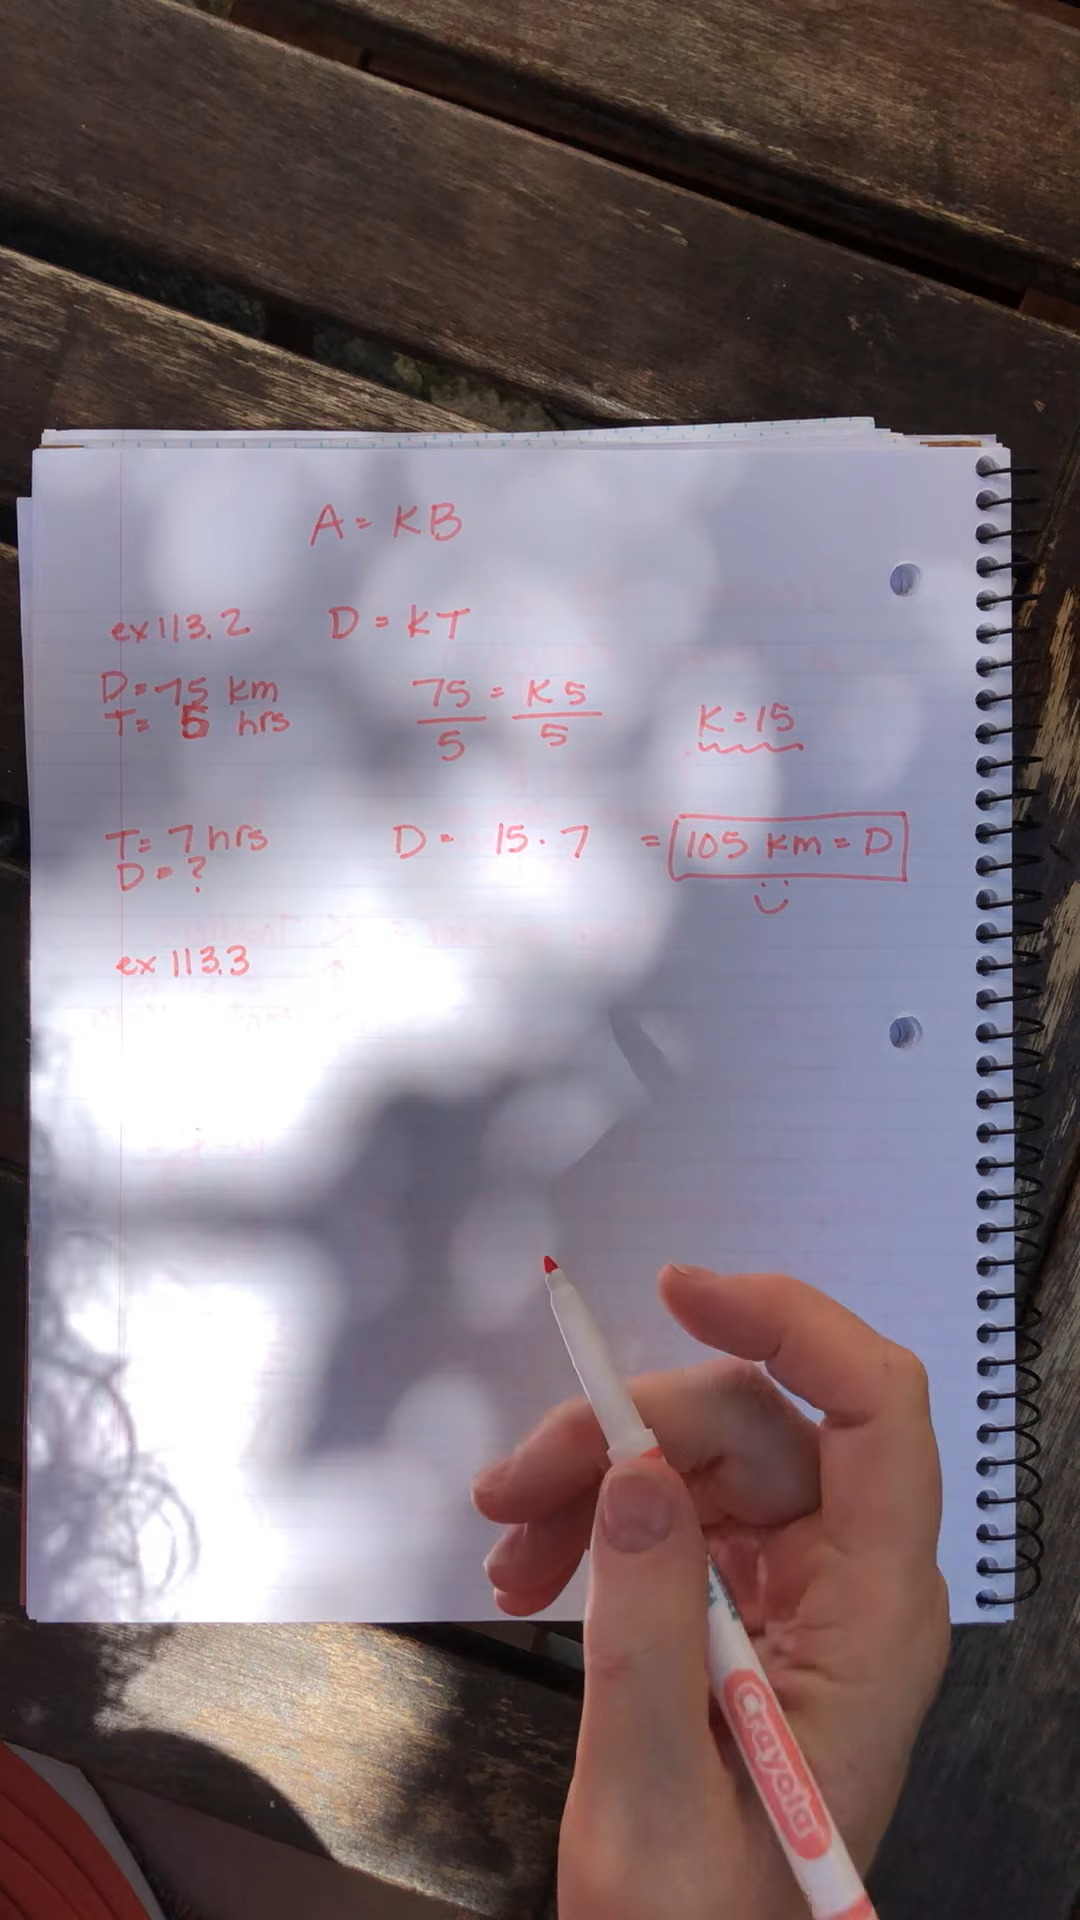 A = KB
ex 113.2 D = KT
D = 75 km 75 = K5
T = 5 hrs 5 5 K = 15
T = 7 hrs D = 15 · 7 = 105 km = D
D = ?
ex 113.3
Crayola